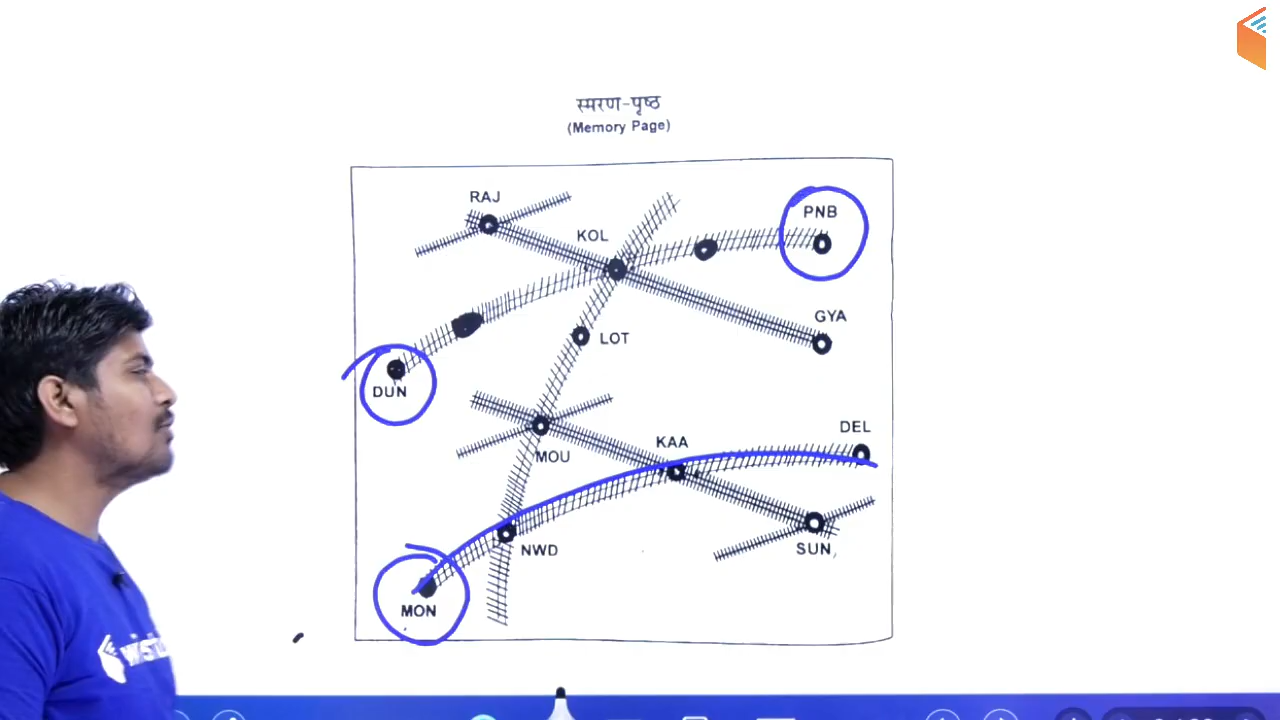 स्मरण-पृष्ठ
(Memory Page)
RAJ
PNB
KOL
GYA
LOT
DUN
DEL
KAA
MOU
NWD
SUN
MON